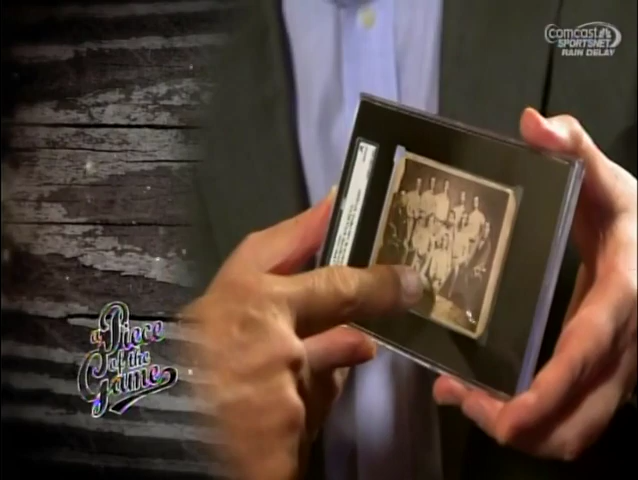 Comcast
SPORTSNET
RAIN DELAY
a Piece
of the
Game